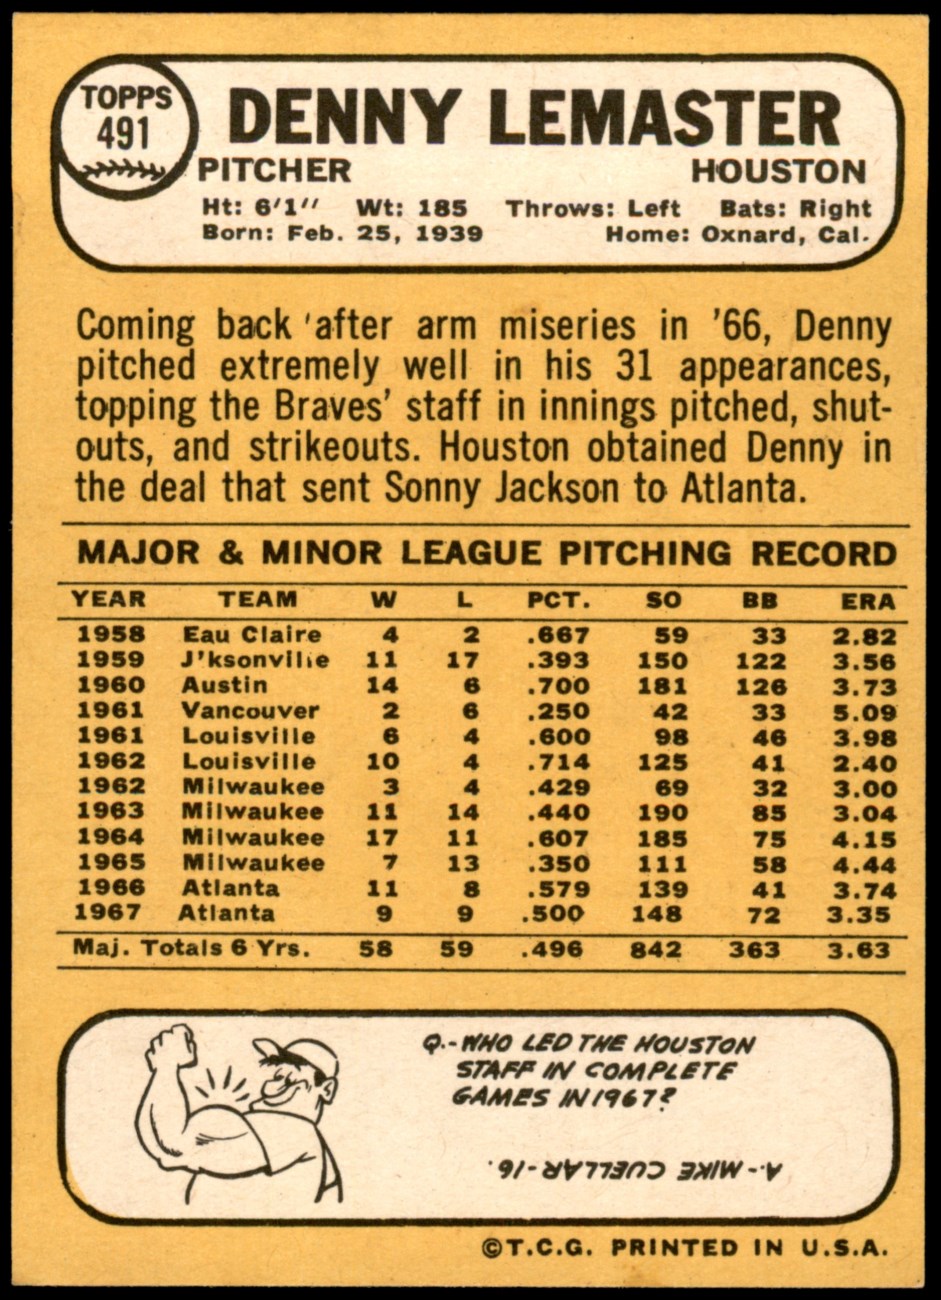 TOPPS
491
DENNY LEMASTER
PITCHER HOUSTON
Ht: 6'1" Wt: 185 Throws: Left Bats: Right
Born: Feb. 25, 1939 Home: Oxnard, Cal.
Coming back after arm miseries in '66, Denny
pitched extremely well in his 31 appearances,
topping the Braves' staff in innings pitched, shut-
outs, and strikeouts. Houston obtained Denny in
the deal that sent Sonny Jackson to Atlanta.
MAJOR & MINOR LEAGUE PITCHING RECORD
YEAR TEAM W L PCT. SO BB ERA
1958 Eau Claire 4 2 .667 59 33 2.82
1959 J'ksonville 11 17 .393 150 122 3.56
1960 Austin 14 6 .700 181 126 3.73
1961 Vancouver 2 6 .250 42 33 5.09
1961 Louisville 6 4 .600 98 46 3.98
1962 Louisville 10 4 .714 125 41 2.40
1962 Milwaukee 3 4 .429 69 32 3.00
1963 Milwaukee 11 14 .440 190 85 3.04
1964 Milwaukee 17 11 .607 185 75 4.15
1965 Milwaukee 7 13 .350 111 58 4.44
1966 Atlanta 11 8 .579 139 41 3.74
1967 Atlanta 9 9 .500 148 72 3.35
Maj. Totals 6 Yrs. 58 59 .496 842 363 3.63
Q.-WHO LED THE HOUSTON
STAFF IN COMPLETE
GAMES IN 1967?
A.-MIKE CUELLAR-16.
©T.C.G. PRINTED IN U.S.A.